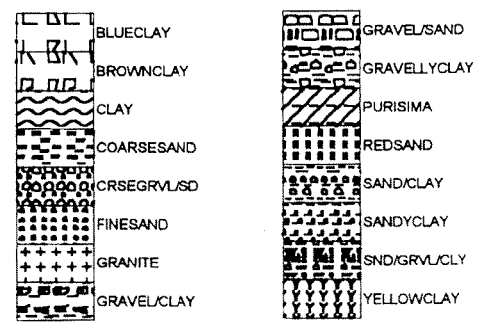 BLUECLAY
BROWNCLAY
CLAY
COARSESAND
CRSEGRVL/SD
FINESAND
GRANITE
GRAVEL/CLAY
GRAVEL/SAND
GRAVELLYCLAY
PURISIMA
REDSAND
SAND/CLAY
SANDYCLAY
SND/GRVL/CLY
YELLOWCLAY